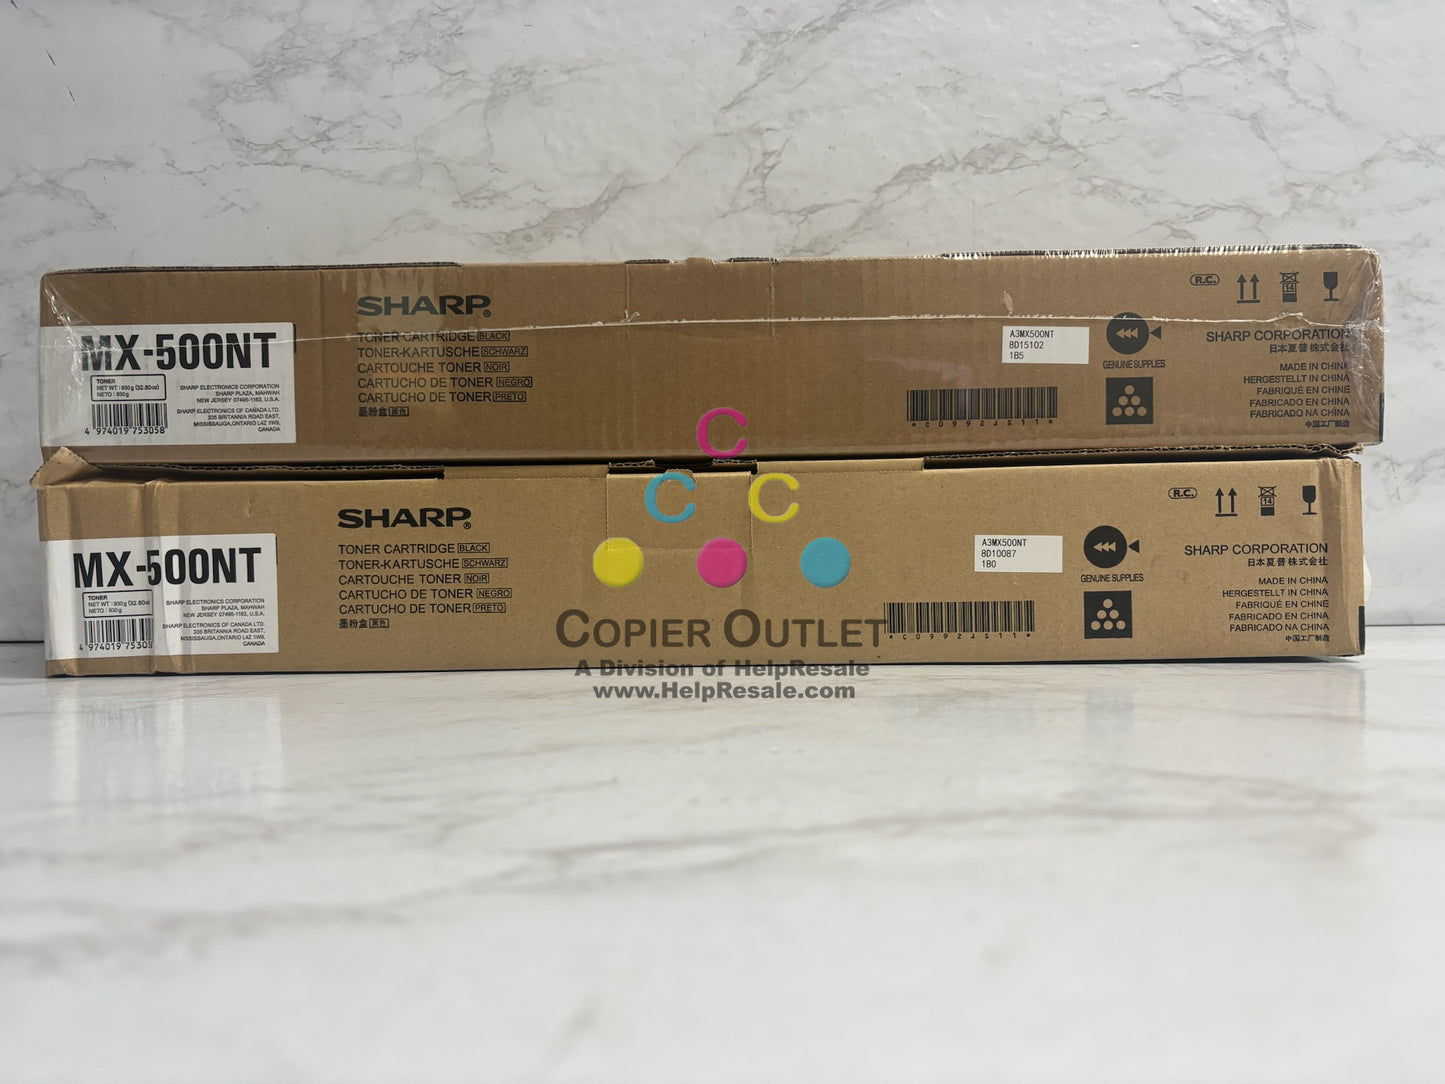 SHARP®
MX-500NT
TONER CARTRIDGE BLACK
TONER-KARTUSCHE SCHWARZ
CARTOUCHE TONER NOIR
CARTUCHO DE TONER NEGRO
CARTUCHO DE TONER PRETO
墨粉盒 黑色
TONER
NET WT : 930g (32.80oz)
NETO : 930g
4 974019 753058
SHARP ELECTRONICS CORPORATION
SHARP PLAZA, MAHWAH
NEW JERSEY 07495-1163, U.S.A.
SHARP ELECTRONICS OF CANADA LTD.
335 BRITANNIA ROAD EAST,
MISSISSAUGA,ONTARIO L4Z 1W9,
CANADA
A3MX500NT
8D15102
1B5
*C0992JS11*
GENUINE SUPPLIES
R.C.
14
SHARP CORPORATION
日本夏普株式会社
MADE IN CHINA
HERGESTELLT IN CHINA
FABRIQUÉ EN CHINE
FABRICADO EN CHINA
FABRICADO NA CHINA
中国工厂制造
SHARP®
MX-500NT
TONER CARTRIDGE BLACK
TONER-KARTUSCHE SCHWARZ
CARTOUCHE TONER NOIR
CARTUCHO DE TONER NEGRO
CARTUCHO DE TONER PRETO
墨粉盒 黑色
TONER
NET WT : 930g (32.80oz
NETO : 930g
4 974019 75305
SHARP ELECTRONICS CORPORATION
SHARP PLAZA, MAHWAH
NEW JERSEY 07495-1163, U.S.A.
SHARP ELECTRONICS OF CANADA LTD.
335 BRITANNIA ROAD EAST,
MISSISSAUGA,ONTARIO L4Z 1W9,
CANADA
A3MX500NT
8D10087
1B0
*C0992JS11*
GENUINE SUPPLIES
R.C.
14
SHARP CORPORATION
日本夏普株式会社
MADE IN CHINA
HERGESTELLT IN CHINA
FABRIQUÉ EN CHINE
FABRICADO EN CHINA
FABRICADO NA CHINA
中国工厂制造
C
C C
COPIER OUTLET
A Division of HelpResale
www.HelpResale.com